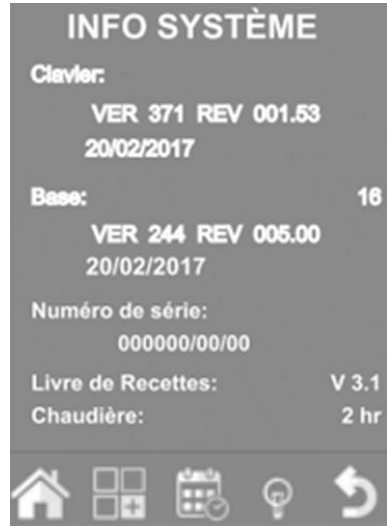 INFO SYSTÈME
Clavier:
VER 371 REV 001.53
20/02/2017
Base: 16
VER 244 REV 005.00
20/02/2017
Numéro de série:
000000/00/00
Livre de Recettes: V 3.1
Chaudière: 2 hr